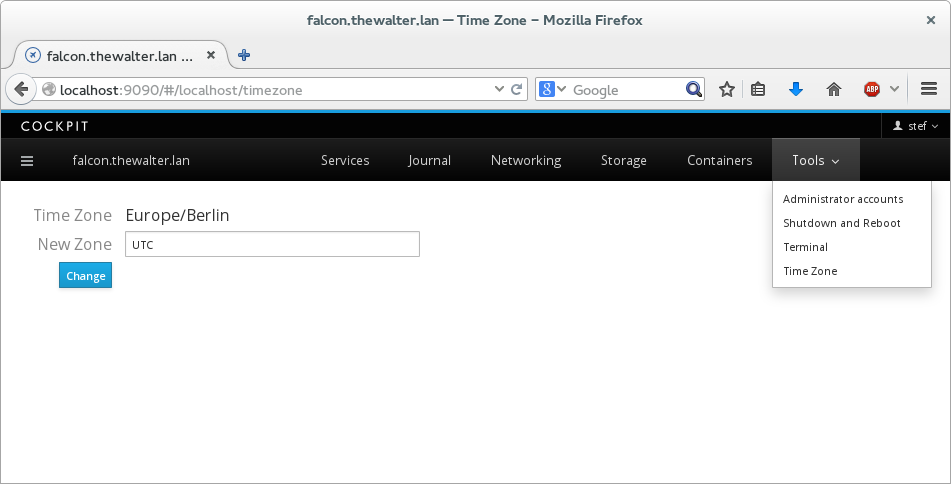 falcon.thewalter.lan — Time Zone - Mozilla Firefox
falcon.thewalter.lan ...
localhost:9090/#/localhost/timezone
8 Google
ABP
COCKPIT
stef
falcon.thewalter.lan Services Journal Networking Storage Containers Tools
Administrator accounts
Shutdown and Reboot
Terminal
Time Zone
Time Zone Europe/Berlin
New Zone UTC
Change